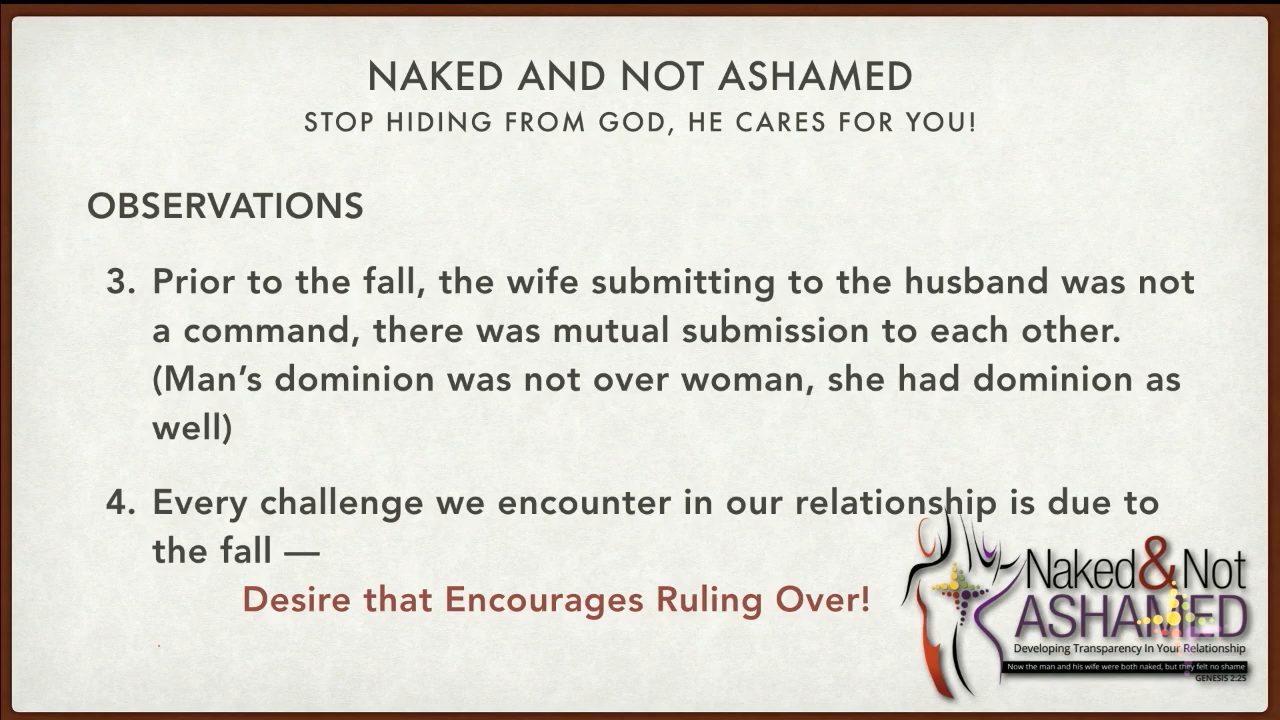 NAKED AND NOT ASHAMED
STOP HIDING FROM GOD, HE CARES FOR YOU!
OBSERVATIONS
3. Prior to the fall, the wife submitting to the husband was not
a command, there was mutual submission to each other.
(Man's dominion was not over woman, she had dominion as
well)
4. Every challenge we encounter in our relationship is due to
the fall —
Desire that Encourages Ruling Over!
Naked & Not
ASHAMED
Developing Transparency In Your Relationship
Now the man and his wife were both naked, but they felt no shame
GENESIS 2:25